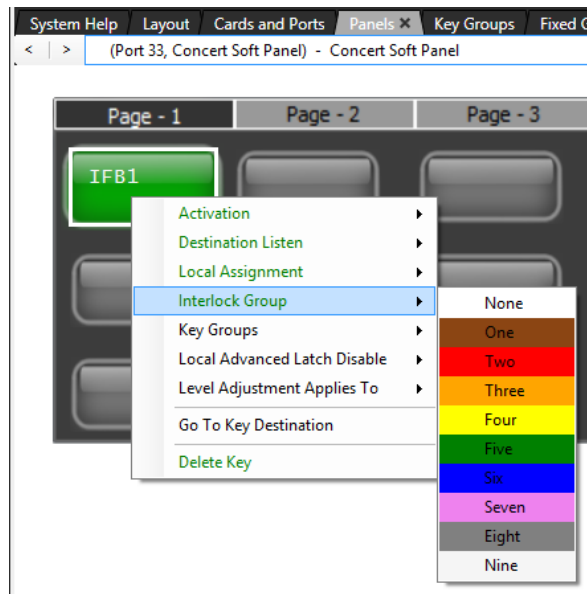 System Help Layout Cards and Ports Panels × Key Groups Fixed G
< > (Port 33, Concert Soft Panel) - Concert Soft Panel
Page - 1 Page - 2 Page - 3
IFB1
Activation
Destination Listen
Local Assignment
Interlock Group
Key Groups
Local Advanced Latch Disable
Level Adjustment Applies To
Go To Key Destination
Delete Key
None
One
Two
Three
Four
Five
Six
Seven
Eight
Nine